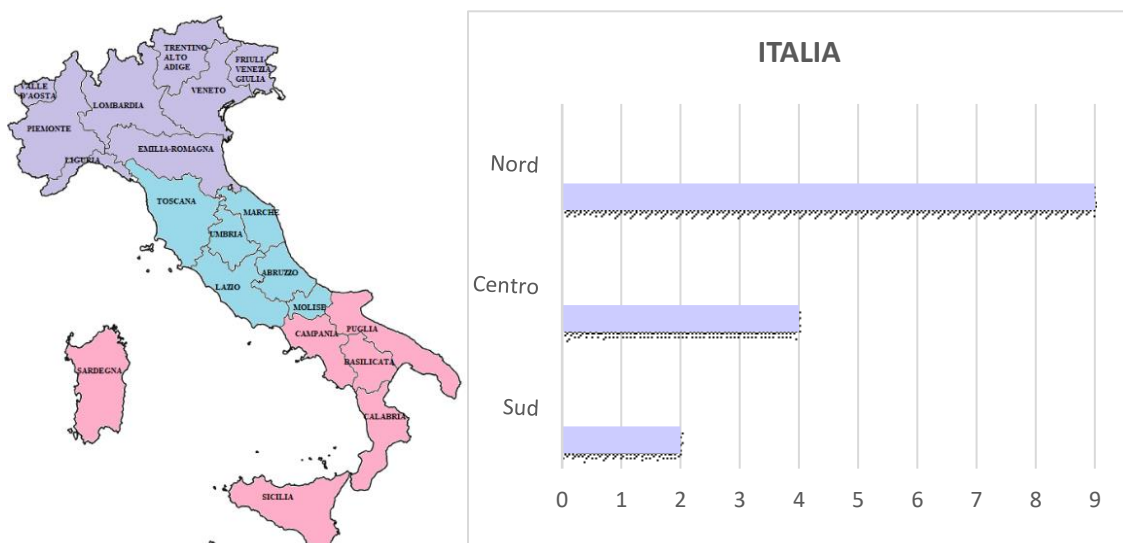 TRENTINO
ALTO
ADIGE
FRIULI
VENEZIA
GIULIA
VALLE
D'AOSTA
VENETO
LOMBARDIA
PIEMONTE
EMILIA-ROMAGNA
LIGURIA
TOSCANA
MARCHE
UMBRIA
ABRUZZO
LAZIO
MOLISE
CAMPANIA
PUGLIA
BASILICATA
SARDEGNA
CALABRIA
SICILIA
ITALIA
Nord
Centro
Sud
0 1 2 3 4 5 6 7 8 9